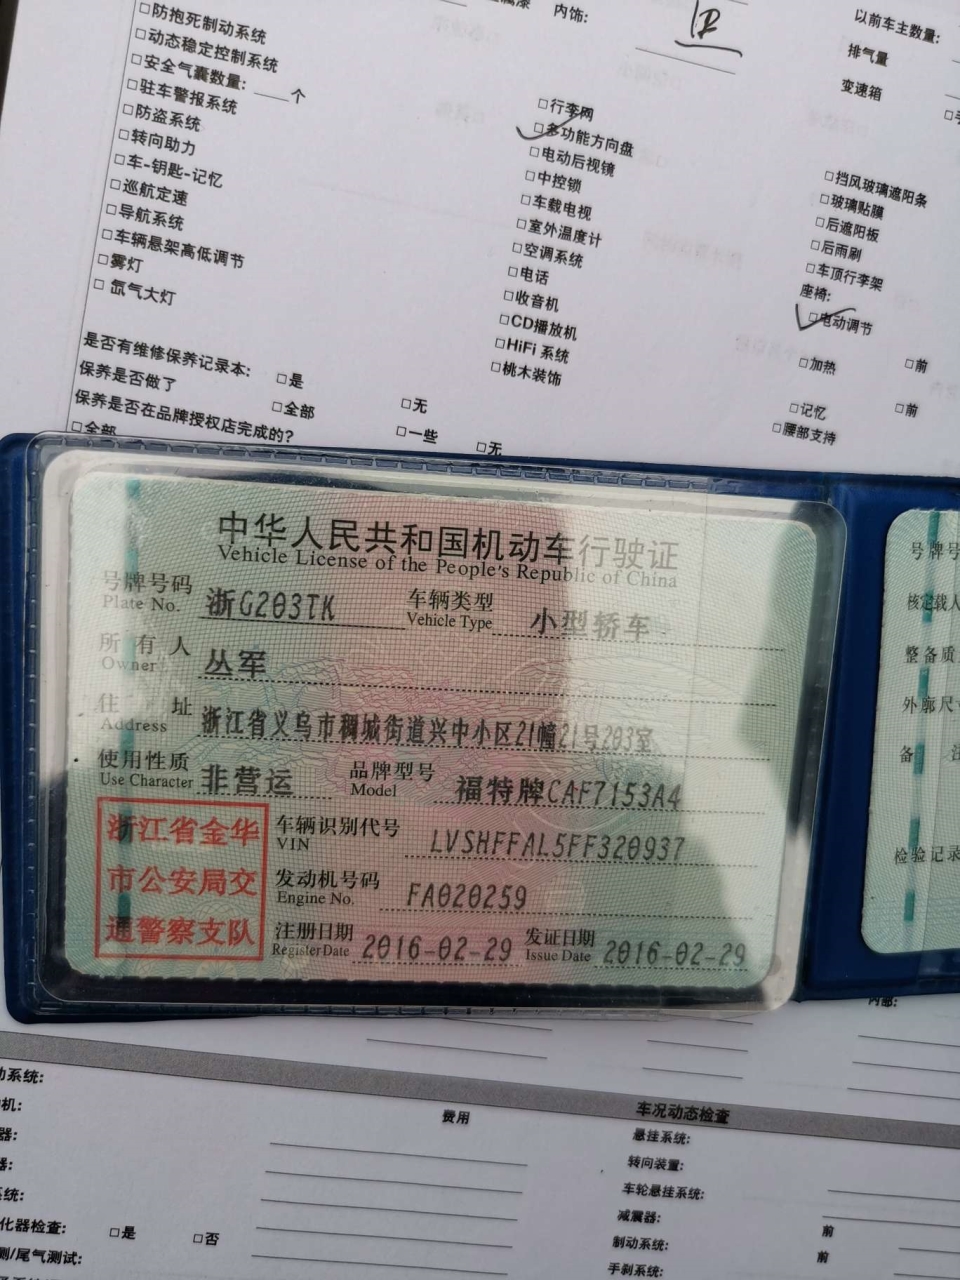 □防抱死制动系统
□动态稳定控制系统
□安全气囊数量: ____个
□驻车警报系统
□防盗系统
□转向助力
□车-钥匙-记忆
□巡航定速
□导航系统
□车辆悬架高低调节
□雾灯
□氙气大灯
内饰:
□行李网
□多功能方向盘
□电动后视镜
□中控锁
□车载电视
□室外温度计
□空调系统
□电话
□收音机
□CD播放机
□HiFi 系统
□桃木装饰
以前车主数量:
排气量
变速箱
□手
□挡风玻璃遮阳条
□玻璃贴膜
□后遮阳板
□后雨刷
□车顶行李架
座椅:
□电动调节
□加热 □前
□记忆 □前
□腰部支持
是否有维修保养记录本: □是 □无
保养是否做了 □全部 □一些 □无
保养是否在品牌授权店完成的?
□全部
中华人民共和国机动车行驶证
Vehicle License of the People's Republic of China
号牌号码 浙G203TK 车辆类型 小型轿车
Plate No. Vehicle Type
所有人 丛军
Owner
住址 浙江省义乌市稠城街道兴中小区21幢21号203室
Address
使用性质 非营运 品牌型号 福特牌CAF7153A4
Use Character Model
浙江省金华
市公安局交
通警察支队
车辆识别代号 LVSHFFAL5FF320937
VIN
发动机号码 FA020259
Engine No.
注册日期 2016-02-29 发证日期 2016-02-29
Register Date Issue Date
号牌号
核定载人
整备质
外廓尺
备 注
检验记录
内部:
动系统:
费用
车况动态检查
悬挂系统:
转向装置:
车轮悬挂系统:
减震器: 前
制动系统: 前
手刹系统:
化器检查: □是 □否
测/尾气测试: